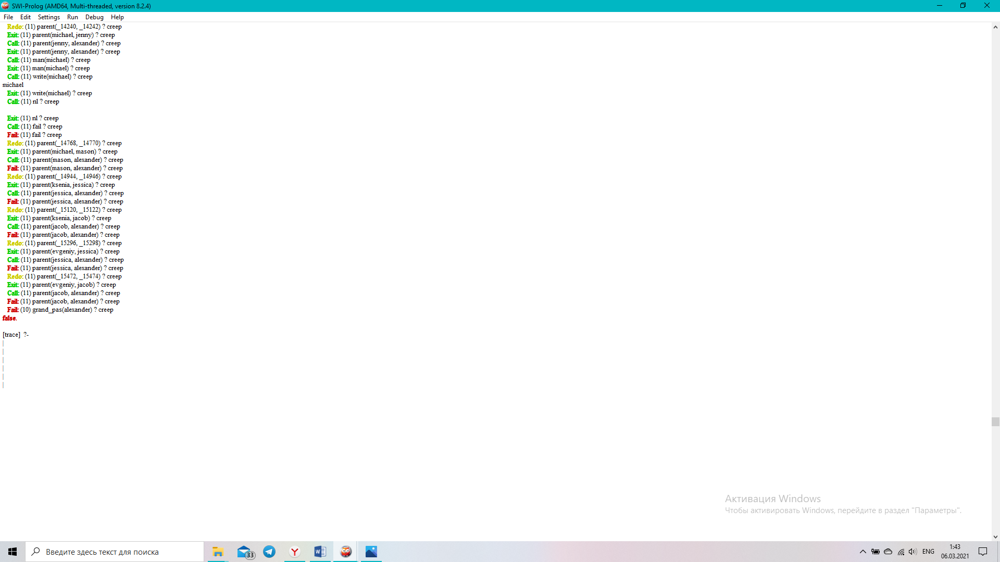 SWI-Prolog (AMD64, Multi-threaded, version 8.2.4)
File Edit Settings Run Debug Help
Redo: (11) parent(_14240, _14242) ? creep
Exit: (11) parent(michael, jenny) ? creep
Call: (11) parent(jenny, alexander) ? creep
Exit: (11) parent(jenny, alexander) ? creep
Call: (11) man(michael) ? creep
Exit: (11) man(michael) ? creep
Call: (11) write(michael) ? creep
michael
Exit: (11) write(michael) ? creep
Call: (11) nl ? creep
Exit: (11) nl ? creep
Call: (11) fail ? creep
Fail: (11) fail ? creep
Redo: (11) parent(_14768, _14770) ? creep
Exit: (11) parent(michael, mason) ? creep
Call: (11) parent(mason, alexander) ? creep
Fail: (11) parent(mason, alexander) ? creep
Redo: (11) parent(_14944, _14946) ? creep
Exit: (11) parent(ksenia, jessica) ? creep
Call: (11) parent(jessica, alexander) ? creep
Fail: (11) parent(jessica, alexander) ? creep
Redo: (11) parent(_15120, _15122) ? creep
Exit: (11) parent(ksenia, jacob) ? creep
Call: (11) parent(jacob, alexander) ? creep
Fail: (11) parent(jacob, alexander) ? creep
Redo: (11) parent(_15296, _15298) ? creep
Exit: (11) parent(evgeniy, jessica) ? creep
Call: (11) parent(jessica, alexander) ? creep
Fail: (11) parent(jessica, alexander) ? creep
Redo: (11) parent(_15472, _15474) ? creep
Exit: (11) parent(evgeniy, jacob) ? creep
Call: (11) parent(jacob, alexander) ? creep
Fail: (11) parent(jacob, alexander) ? creep
Fail: (10) grand_pas(alexander) ? creep
false.
[trace] ?-
|
|
|
|
|
|
Активация Windows
Чтобы активировать Windows, перейдите в раздел "Параметры".
Введите здесь текст для поиска
33
ENG
1:43
06.03.2021